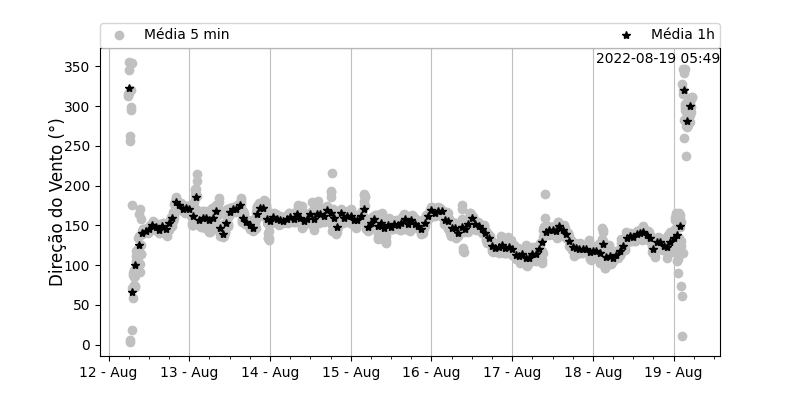 Média 5 min
Média 1h
2022-08-19 05:49
Direção do Vento (°)
350
300
250
200
150
100
50
0
12 - Aug
13 - Aug
14 - Aug
15 - Aug
16 - Aug
17 - Aug
18 - Aug
19 - Aug